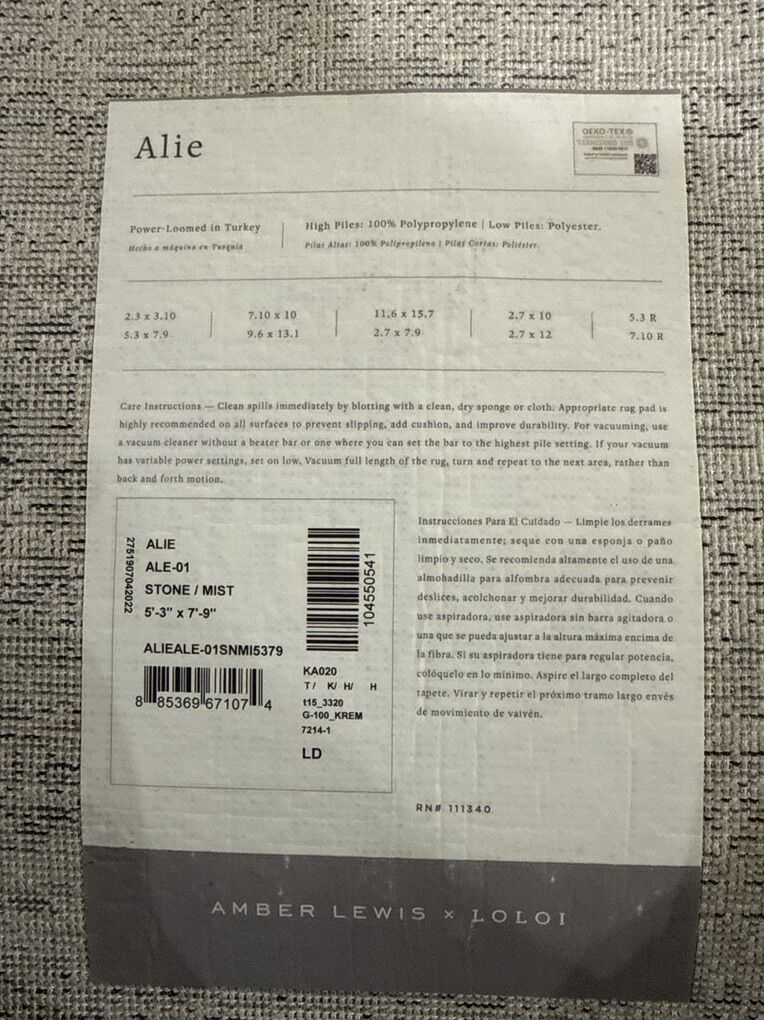 Alie
OEKO-TEX®
STANDARD 100
Power-Loomed in Turkey
Hecho a máquina en Turquía
High Piles: 100% Polypropylene | Low Piles: Polyester.
Pilas Altas: 100% Polipropileno | Pilas Cortas: Poliéster.
2.3 x 3.10
5.3 x 7.9
7.10 x 10
9.6 x 13.1
11.6 x 15.7
2.7 x 7.9
2.7 x 10
2.7 x 12
5.3 R
7.10 R
Care Instructions — Clean spills immediately by blotting with a clean, dry sponge or cloth. Appropriate rug pad is
highly recommended on all surfaces to prevent slipping, add cushion, and improve durability. For vacuuming, use
a vacuum cleaner without a beater bar or one where you can set the bar to the highest pile setting. If your vacuum
has variable power settings, set on low. Vacuum full length of the rug, turn and repeat to the next area, rather than
back and forth motion.
2751907042022
ALIE
ALE-01
STONE / MIST
5'-3" x 7'-9"
ALIEALE-01SNMI5379
8 85369 67107 4
104550541
KA020
T / K/ H/ H
t15_3320
G-100_KREM
7214-1
LD
Instrucciones Para El Cuidado — Limpie los derrames
inmediatamente; seque con una esponja o paño
limpio y seco. Se recomienda altamente el uso de una
almohadilla para alfombra adecuada para prevenir
deslices, acolchonar y mejorar durabilidad. Cuando
use aspiradora, use aspiradora sin barra agitadora o
una que se pueda ajustar a la altura máxima encima de
la fibra. Si su aspiradora tiene para regular potencia,
colóquelo en lo mínimo. Aspire el largo completo del
tapete. Virar y repetir el próximo tramo largo envés
de movimiento de vaivén.
RN# 111340
AMBER LEWIS × LOLOI